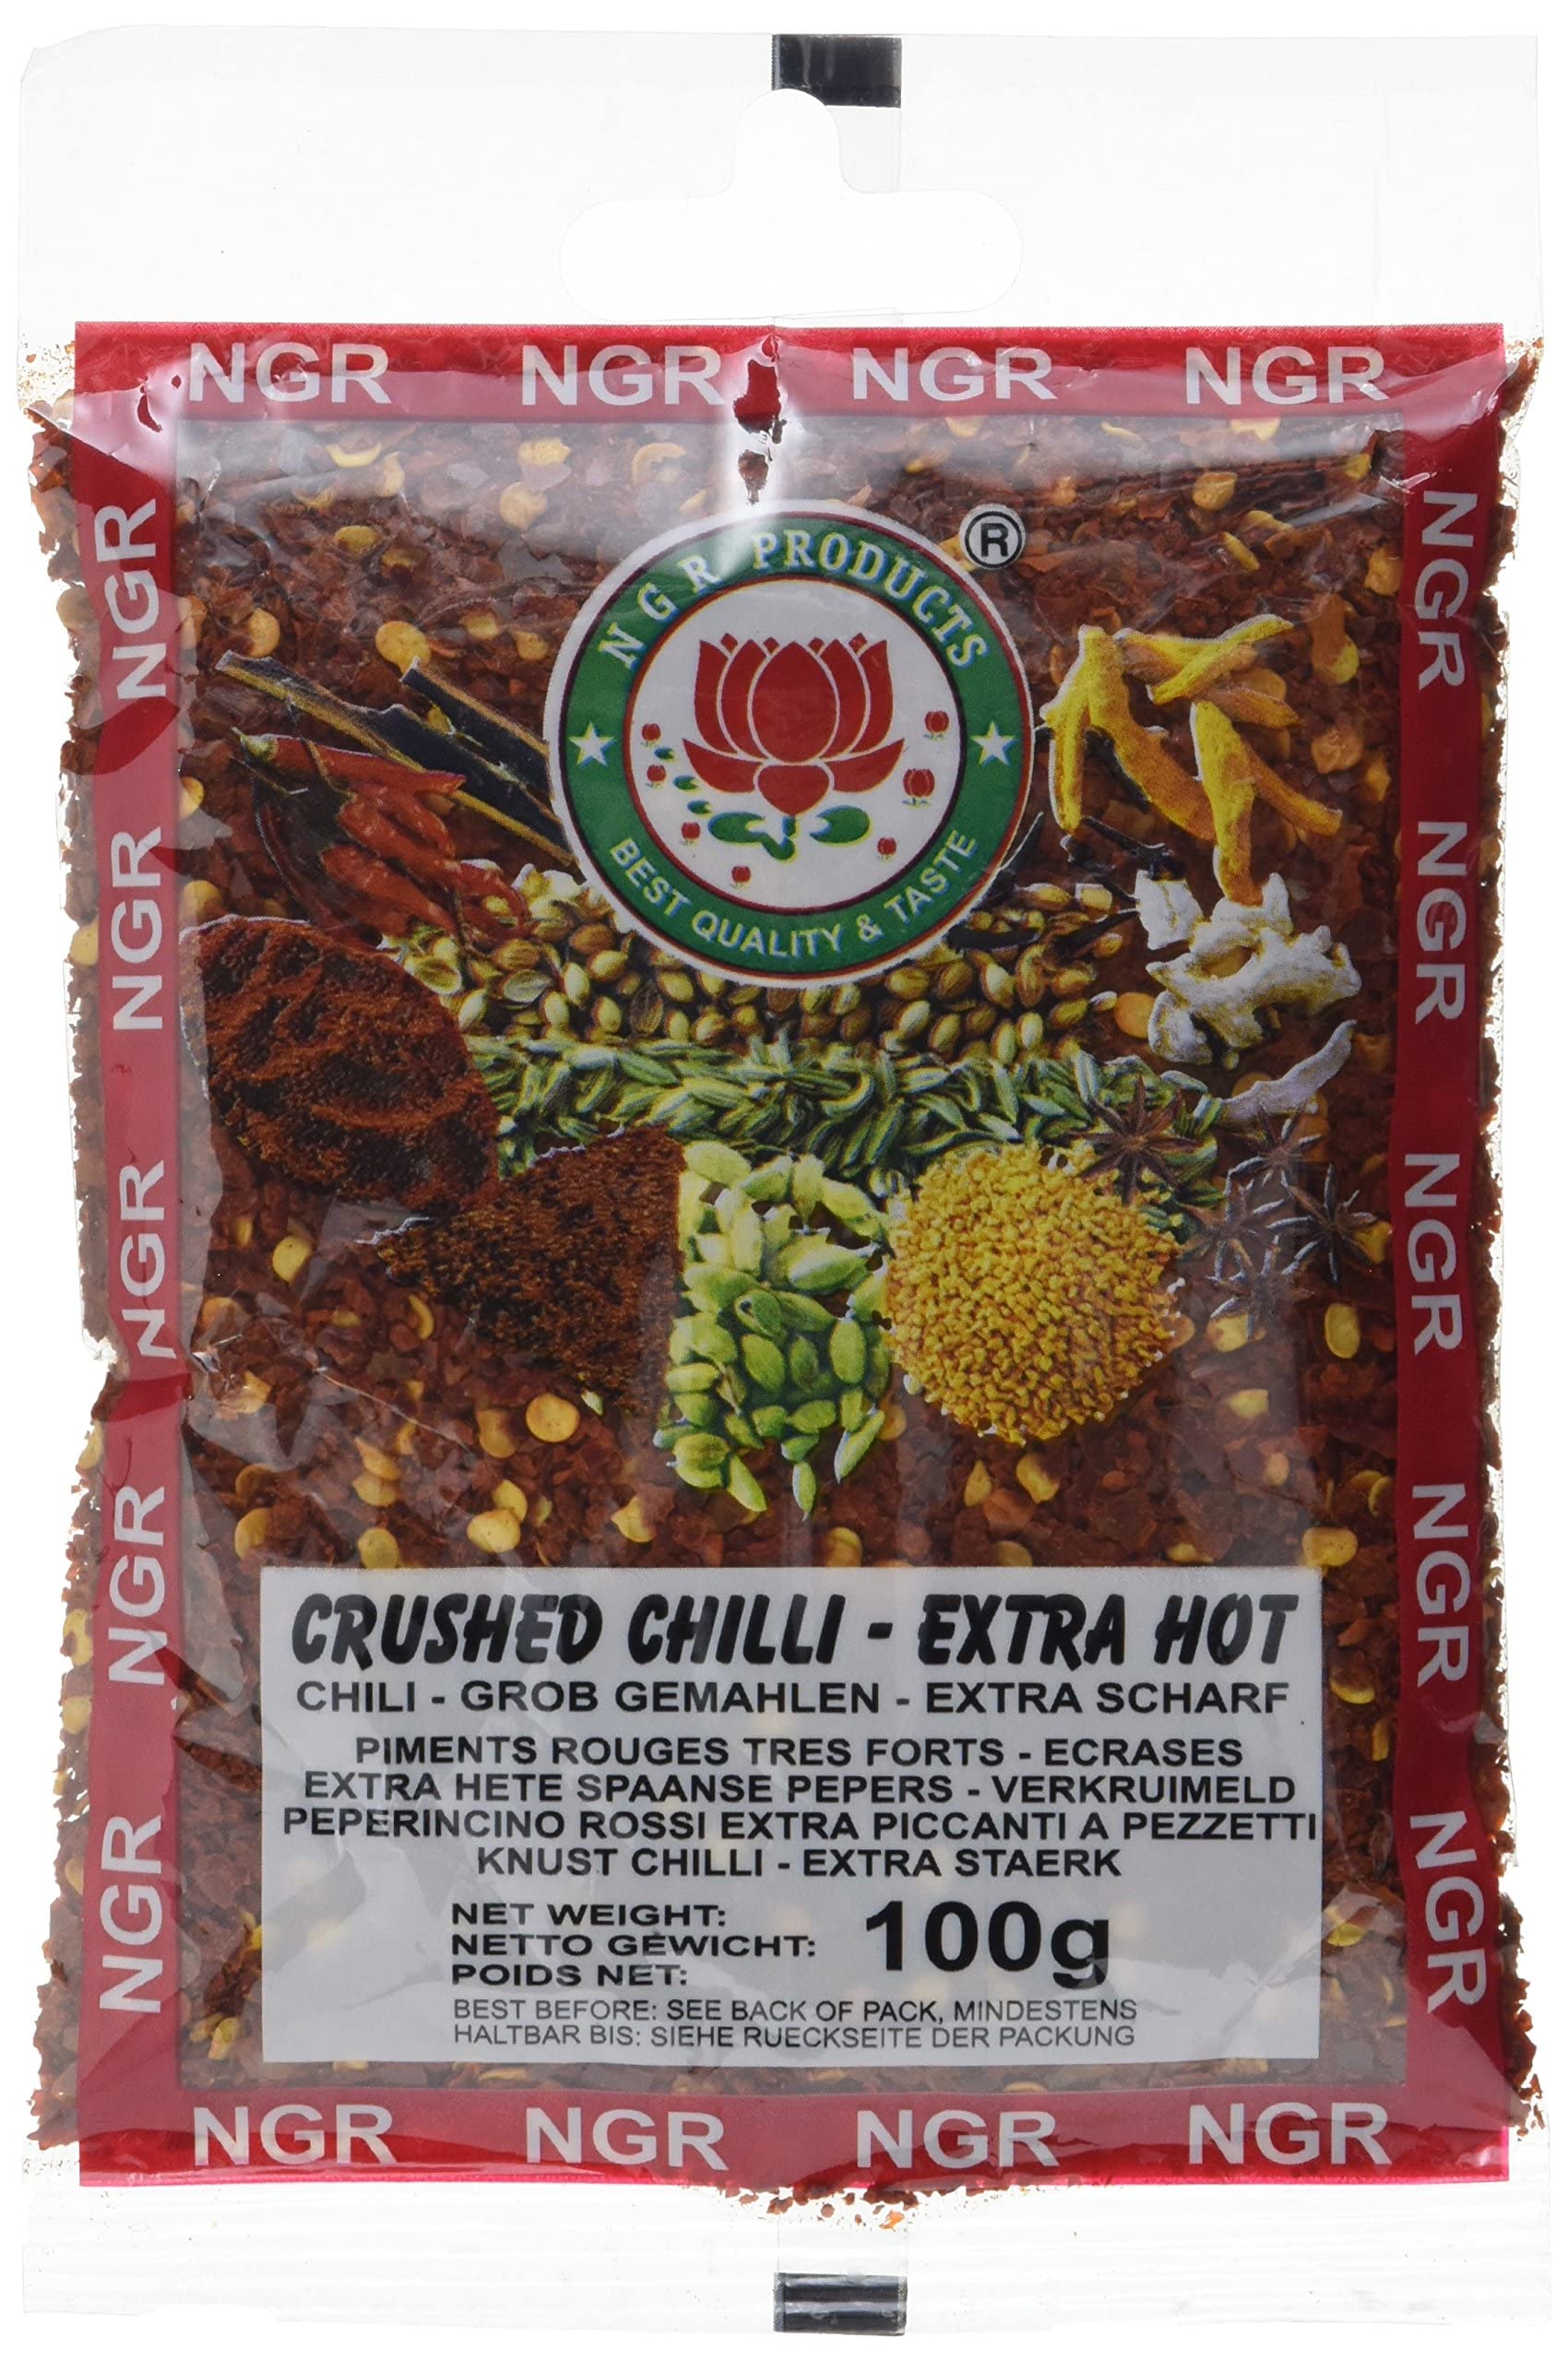 NGR NGR NGR NGR
NGR PRODUCTS
®
BEST QUALITY & TASTE
NGR
NGR
NGR
NGR
NGR
NGR
NGR
NGR
NGR
NGR
CRUSHED CHILLI - EXTRA HOT
CHILI - GROB GEMAHLEN - EXTRA SCHARF
PIMENTS ROUGES TRES FORTS - ECRASES
EXTRA HETE SPAANSE PEPERS - VERKRUIMELD
PEPERINCINO ROSSI EXTRA PICCANTI A PEZZETTI
KNUST CHILLI - EXTRA STAERK
NET WEIGHT:
NETTO GEWICHT: 100g
POIDS NET:
BEST BEFORE: SEE BACK OF PACK, MINDESTENS
HALTBAR BIS: SIEHE RUECKSEITE DER PACKUNG
NGR NGR NGR NGR